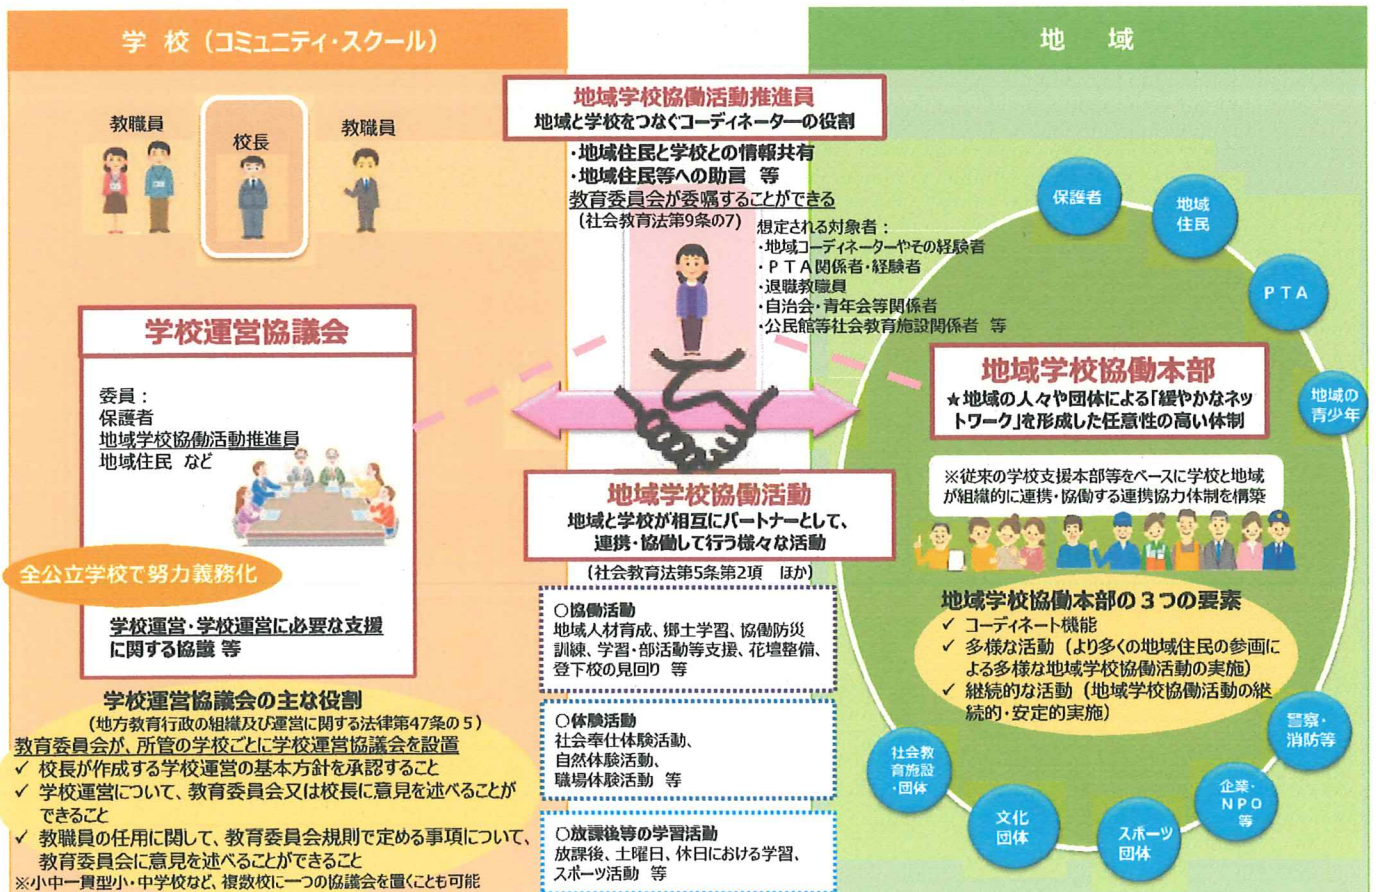 学 校（コミュニティ・スクール）
教職員
校長
教職員
学校運営協議会
委員：
保護者
地域学校協働活動推進員
地域住民 など
全公立学校で努力義務化
学校運営・学校運営に必要な支援
に関する協議 等
学校運営協議会の主な役割
（地方教育行政の組織及び運営に関する法律第47条の５）
教育委員会が、所管の学校ごとに学校運営協議会を設置
✓ 校長が作成する学校運営の基本方針を承認すること
✓ 学校運営について、教育委員会又は校長に意見を述べることが
できること
✓ 教職員の任用に関して、教育委員会規則で定める事項について、
教育委員会に意見を述べることができること
※小中一貫型小・中学校など、複数校に一つの協議会を置くことも可能
地域学校協働活動推進員
地域と学校をつなぐコーディネーターの役割
・地域住民と学校との情報共有
・地域住民等への助言 等
教育委員会が委嘱することができる
（社会教育法第9条の7）
想定される対象者：
・地域コーディネーターやその経験者
・ＰＴＡ関係者・経験者
・退職教職員
・自治会・青年会等関係者
・公民館等社会教育施設関係者 等
地域学校協働活動
地域と学校が相互にパートナーとして、
連携・協働して行う様々な活動
（社会教育法第5条第2項 ほか）
○協働活動
地域人材育成、郷土学習、協働防災
訓練、学習・部活動等支援、花壇整備、
登下校の見回り 等
○体験活動
社会奉仕体験活動、
自然体験活動、
職場体験活動 等
○放課後等の学習活動
放課後、土曜日、休日における学習、
スポーツ活動 等
地 域
保護者
地域
住民
ＰＴＡ
地域の
青少年
地域学校協働本部
★地域の人々や団体による「緩やかなネッ
トワーク」を形成した任意性の高い体制
※従来の学校支援本部等をベースに学校と地域
が組織的に連携・協働する連携協力体制を構築
地域学校協働本部の３つの要素
✓ コーディネート機能
✓ 多様な活動（より多くの地域住民の参画に
よる多様な地域学校協働活動の実施）
✓ 継続的な活動（地域学校協働活動の継
続的・安定的実施）
警察・
消防等
企業・
ＮＰＯ
等
スポーツ
団体
文化
団体
社会教
育施設
・団体